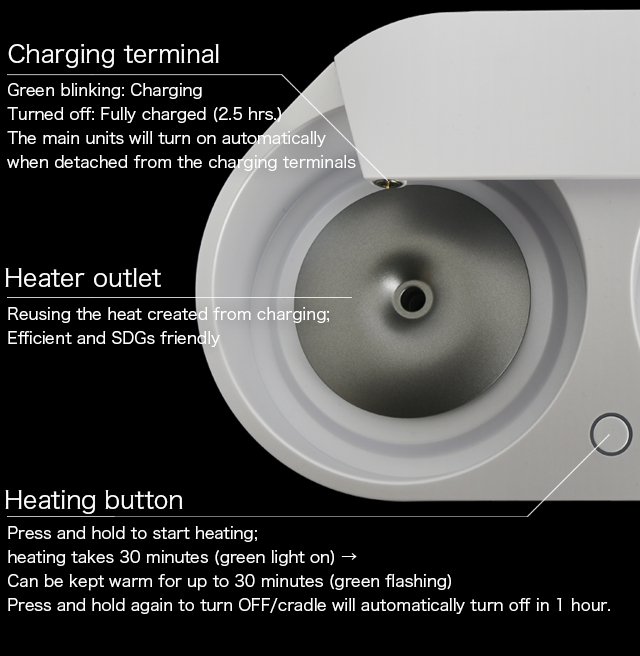 Charging terminal
Green blinking: Charging
Turned off: Fully charged (2.5 hrs.)
The main units will turn on automatically
when detached from the charging terminals
Heater outlet
Reusing the heat created from charging;
Efficient and SDGs friendly
Heating button
Press and hold to start heating;
heating takes 30 minutes (green light on) →
Can be kept warm for up to 30 minutes (green flashing)
Press and hold again to turn OFF/cradle will automatically turn off in 1 hour.